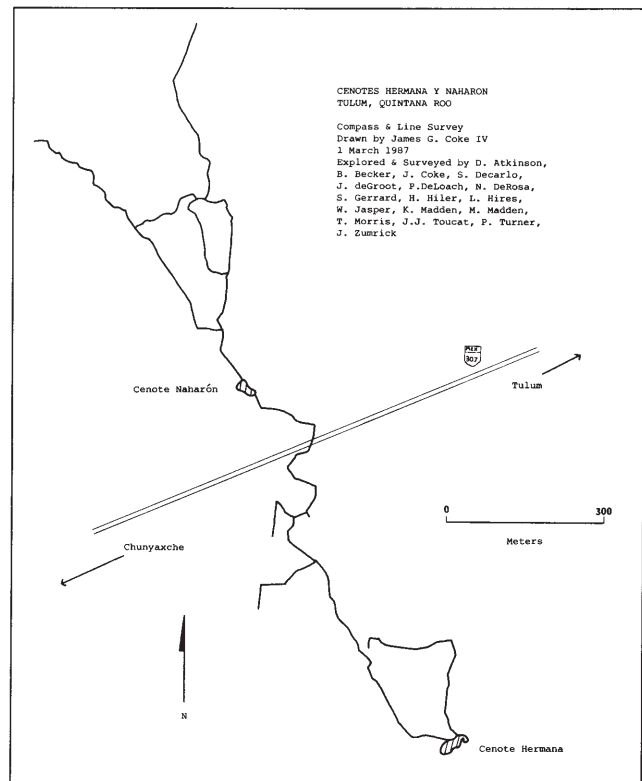 CENOTES HERMANA Y NAHARON
TULUM, QUINTANA ROO
Compass & Line Survey
Drawn by James G. Coke IV
1 March 1987
Explored & Surveyed by D. Atkinson,
B. Becker, J. Coke, S. Decarlo,
J. deGroot, P.DeLoach, N. DeRosa,
S. Gerrard, H. Hiler, L. Hires,
W. Jasper, K. Madden, M. Madden,
T. Morris, J.J. Toucat, P. Turner,
J. Zumrick
MEX
307
Tulum
Cenote Naharón
0 300
Meters
Chunyaxche
N
Cenote Hermana